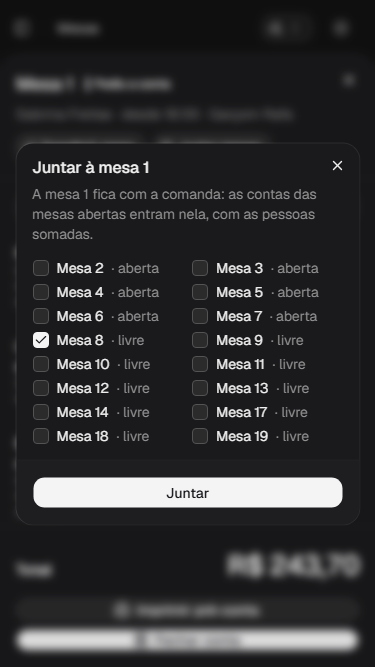 Mesas
Mesa 1
Juntar à mesa 1
A mesa 1 fica com a comanda: as contas das
mesas abertas entram nela, com as pessoas
somadas.
Mesa 2 · aberta
Mesa 3 · aberta
Mesa 4 · aberta
Mesa 5 · aberta
Mesa 6 · aberta
Mesa 7 · aberta
Mesa 8 · livre
Mesa 9 · livre
Mesa 10 · livre
Mesa 11 · livre
Mesa 12 · livre
Mesa 13 · livre
Mesa 14 · livre
Mesa 17 · livre
Mesa 18 · livre
Mesa 19 · livre
Juntar
Total
R$ 243,70